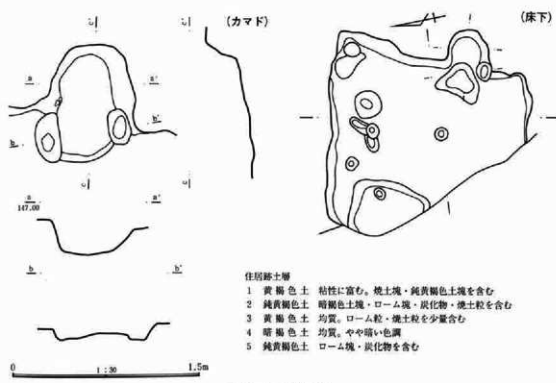 (カマド)
(床下)
c c'
a a'
b b'
c c'
a a'
147.00
b b'
住居跡土層
1 黄褐色土 粘性に富む。焼土塊・鈍黄褐色土塊を含む
2 鈍黄褐色土 暗褐色土塊・ローム塊・炭化物・焼土粒を含む
3 黄褐色土 均質。ローム粒・焼土粒を少量含む
4 暗褐色土 均質。やや暗い色調
5 鈍黄褐色土 ローム塊・炭化物を含む
0 1:30 1.5m